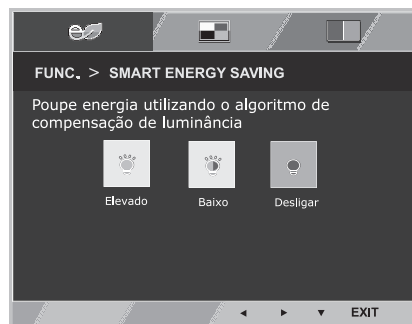 FUNC. > SMART ENERGY SAVING
Poupe energia utilizando o algoritmo de
compensação de luminância
Elevado Baixo Desligar
EXIT